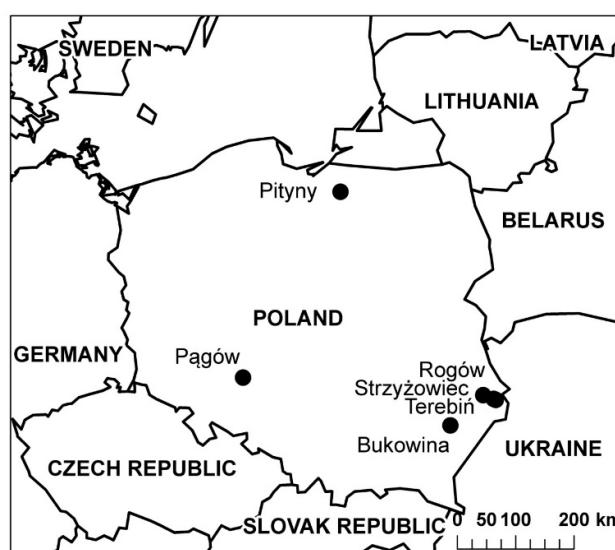 SWEDEN
LATVIA
LITHUANIA
Pityny
BELARUS
POLAND
GERMANY
Pągów
Rogów
Strzyżowiec
Terebiń
Bukowina
UKRAINE
CZECH REPUBLIC
SLOVAK REPUBLIC
0 50 100 200 km